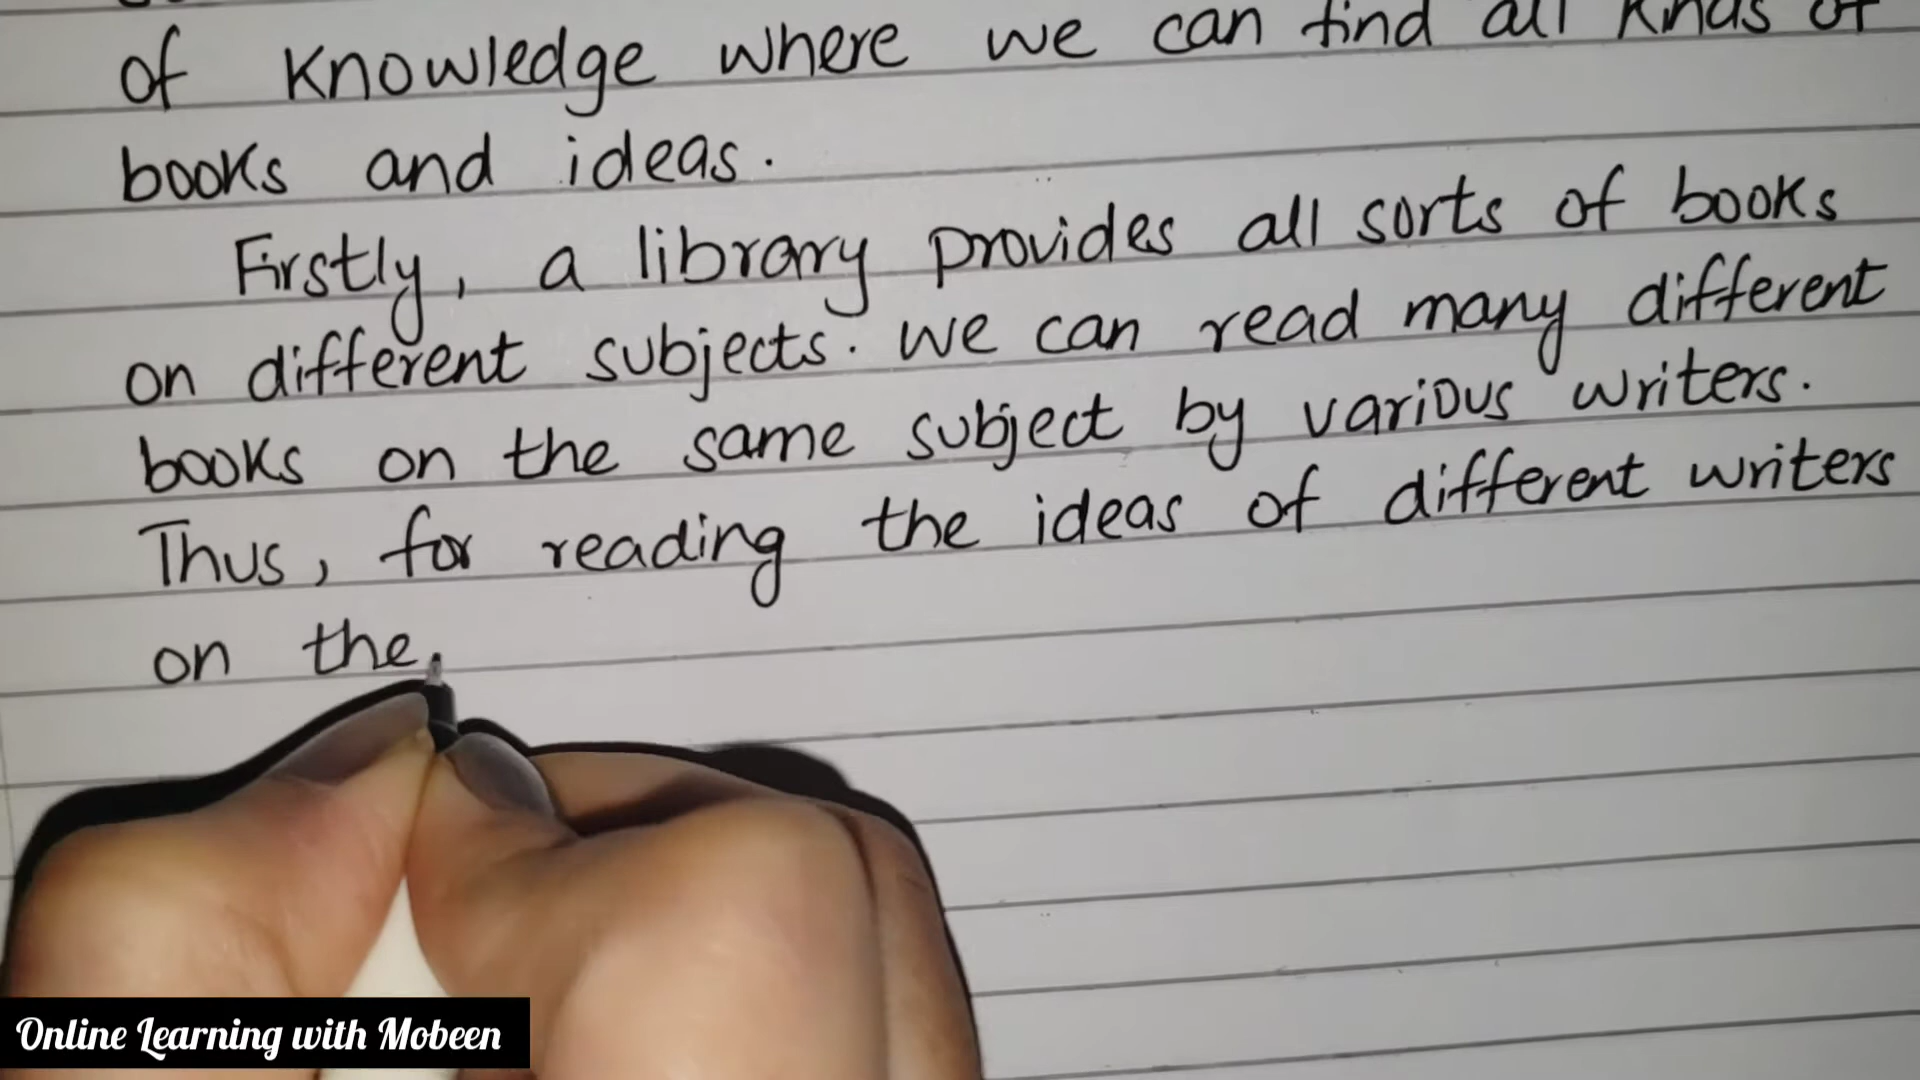 of knowledge where we can find all kinds of
books and ideas.
Firstly, a library provides all sorts of books
on different subjects. We can read many different
books on the same subject by various writers.
Thus, for reading the ideas of different writers
on the
Online Learning with Mobeen